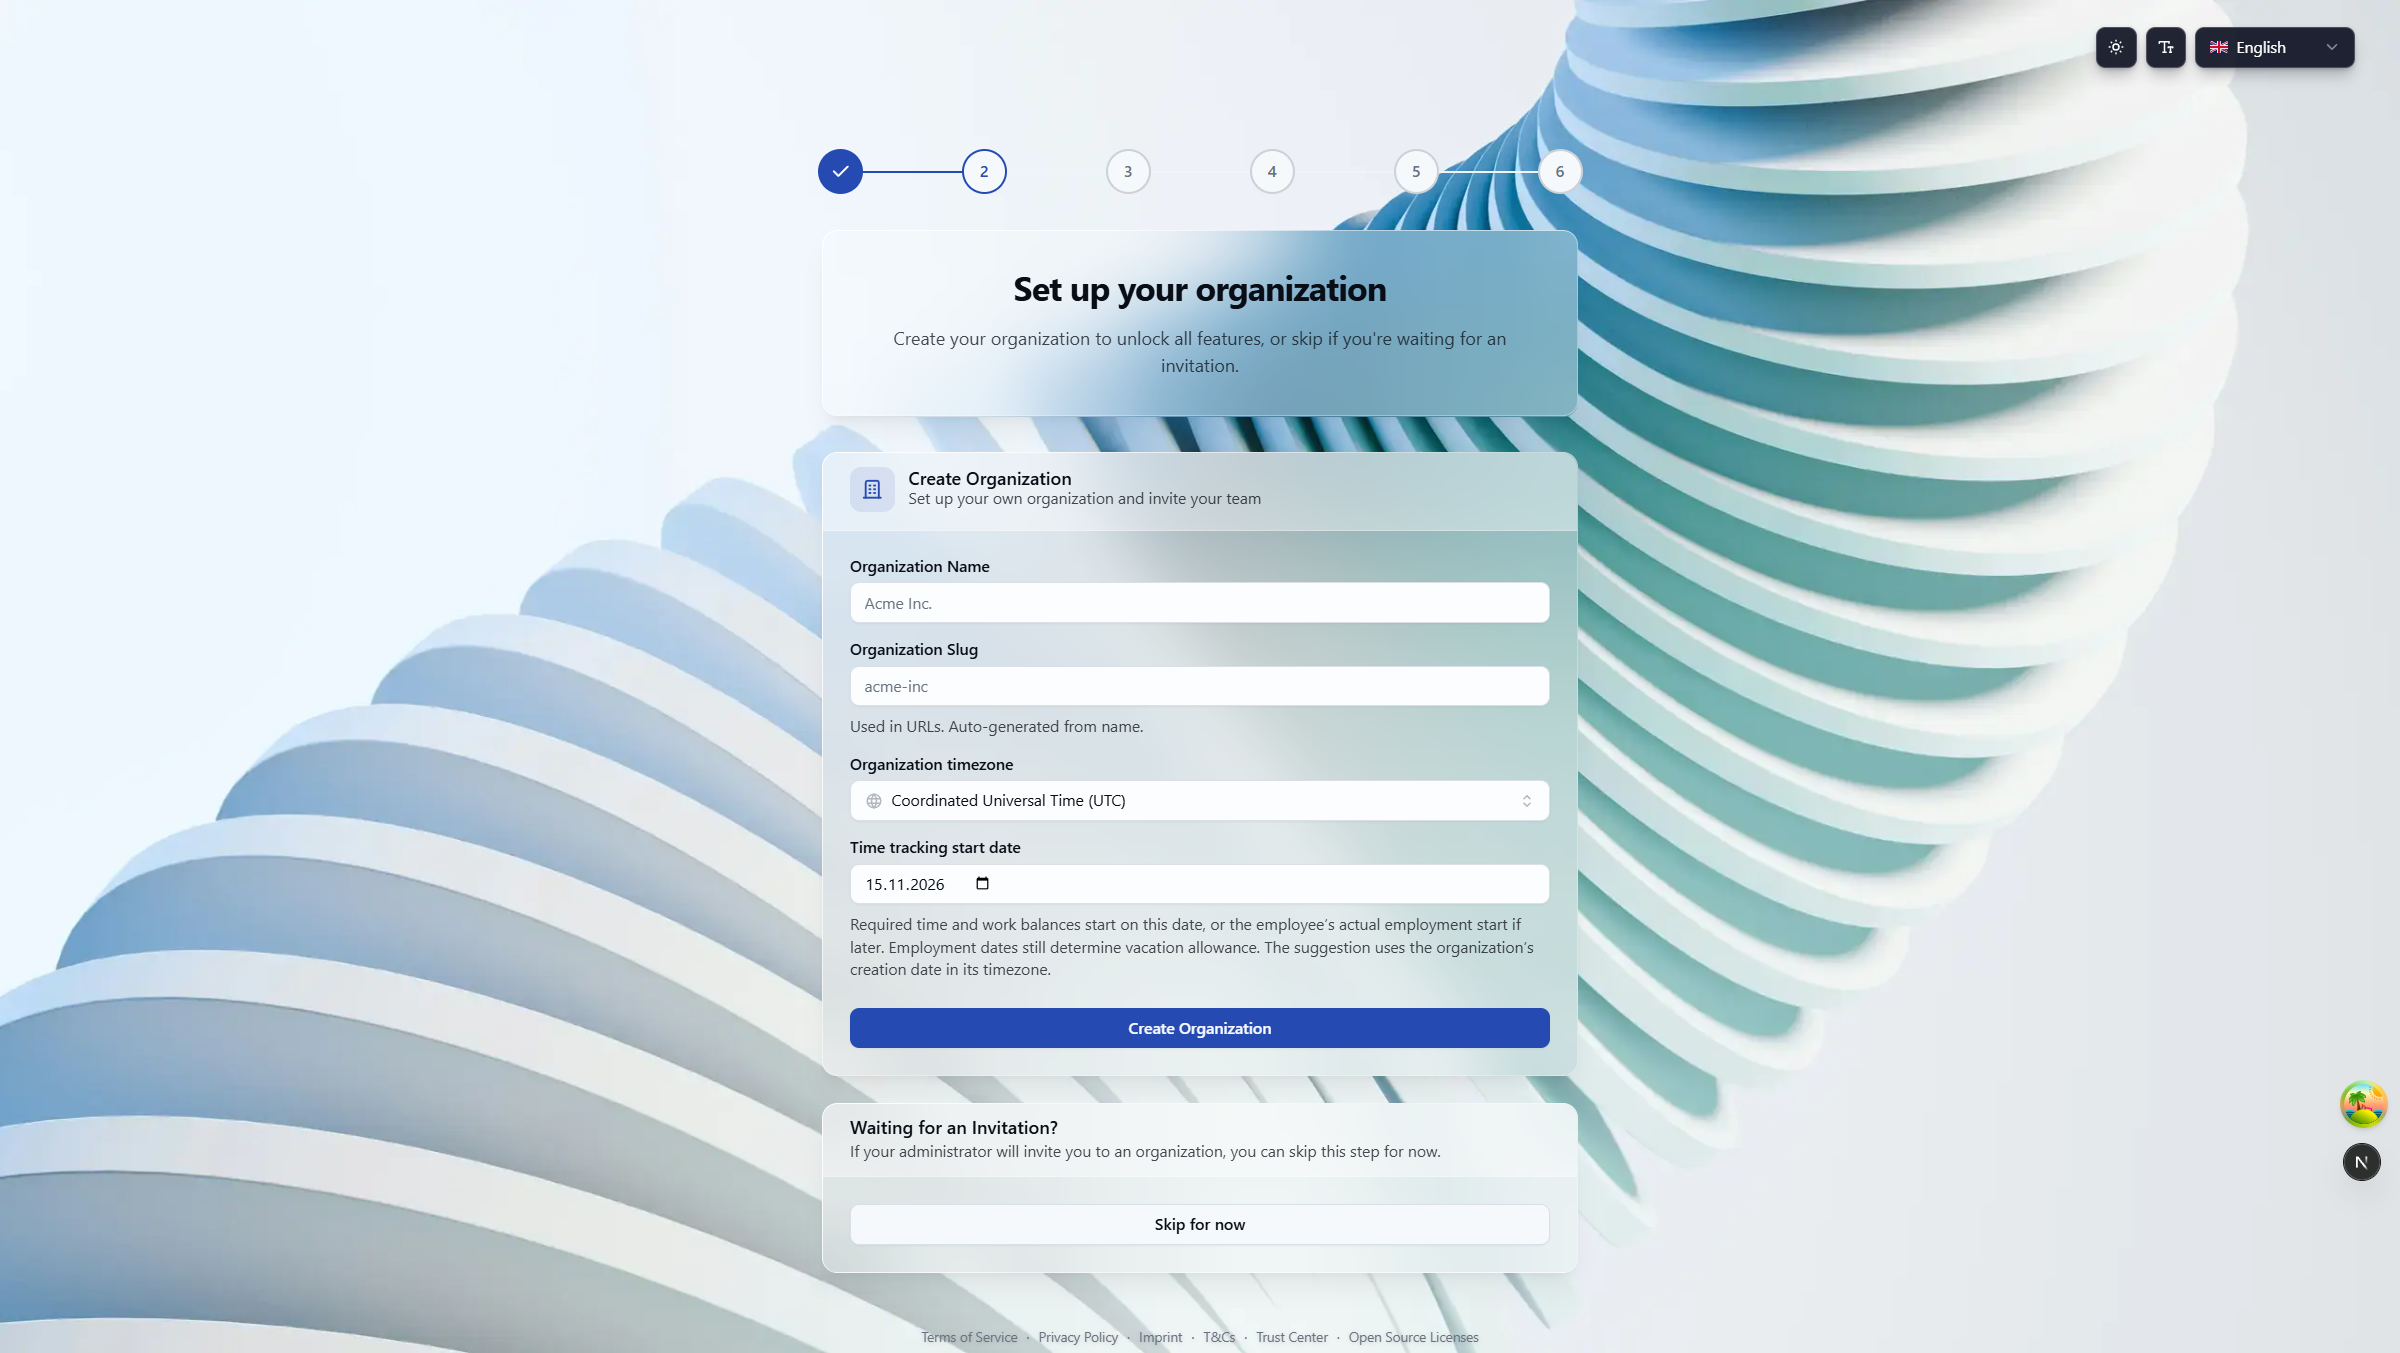 English
2
3
4
5
6
Set up your organization
Create your organization to unlock all features, or skip if you're waiting for an
invitation.
Create Organization
Set up your own organization and invite your team
Organization Name
Acme Inc.
Organization Slug
acme-inc
Used in URLs. Auto-generated from name.
Organization timezone
Coordinated Universal Time (UTC)
Time tracking start date
15.11.2026
Required time and work balances start on this date, or the employee’s actual employment start if
later. Employment dates still determine vacation allowance. The suggestion uses the organization’s
creation date in its timezone.
Create Organization
Waiting for an Invitation?
If your administrator will invite you to an organization, you can skip this step for now.
Skip for now
N
Terms of Service · Privacy Policy · Imprint · T&Cs · Trust Center · Open Source Licenses